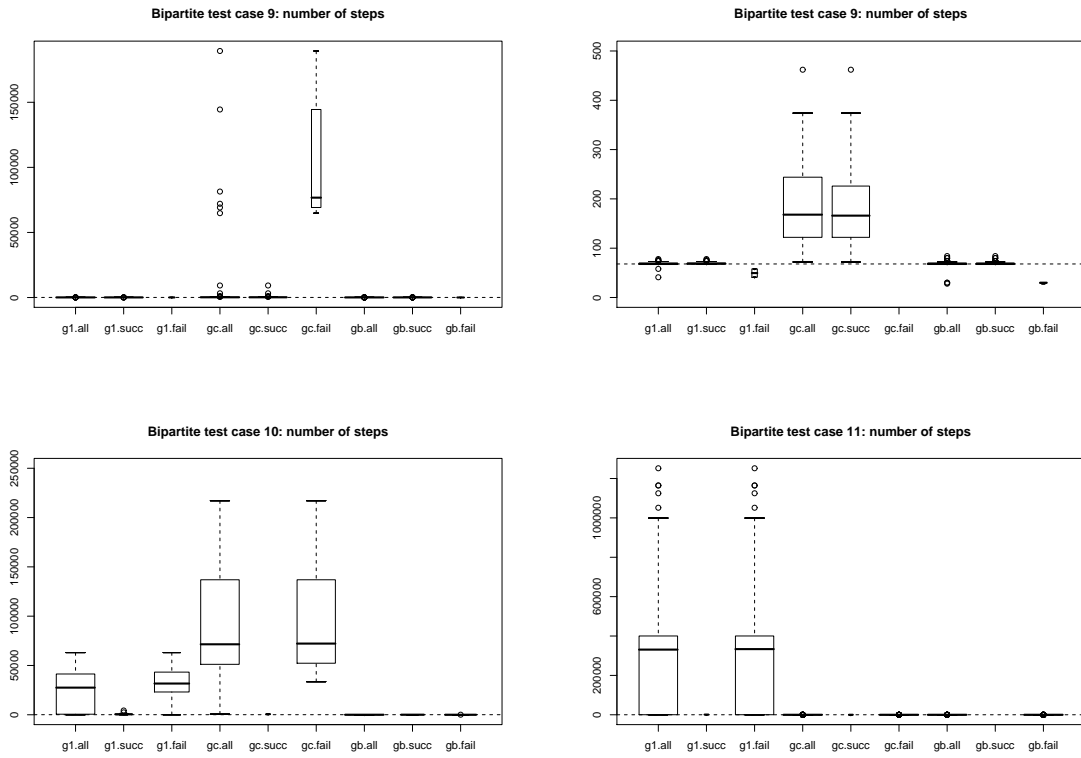 Bipartite test case 9: number of steps
150000
100000
50000
0
g1.all g1.succ g1.fail gc.all gc.succ gc.fail gb.all gb.succ gb.fail
Bipartite test case 9: number of steps
500
400
300
200
100
0
g1.all g1.succ g1.fail gc.all gc.succ gc.fail gb.all gb.succ gb.fail
Bipartite test case 10: number of steps
250000
200000
150000
100000
50000
0
g1.all g1.succ g1.fail gc.all gc.succ gc.fail gb.all gb.succ gb.fail
Bipartite test case 11: number of steps
1000000
600000
200000
0
g1.all g1.succ g1.fail gc.all gc.succ gc.fail gb.all gb.succ gb.fail